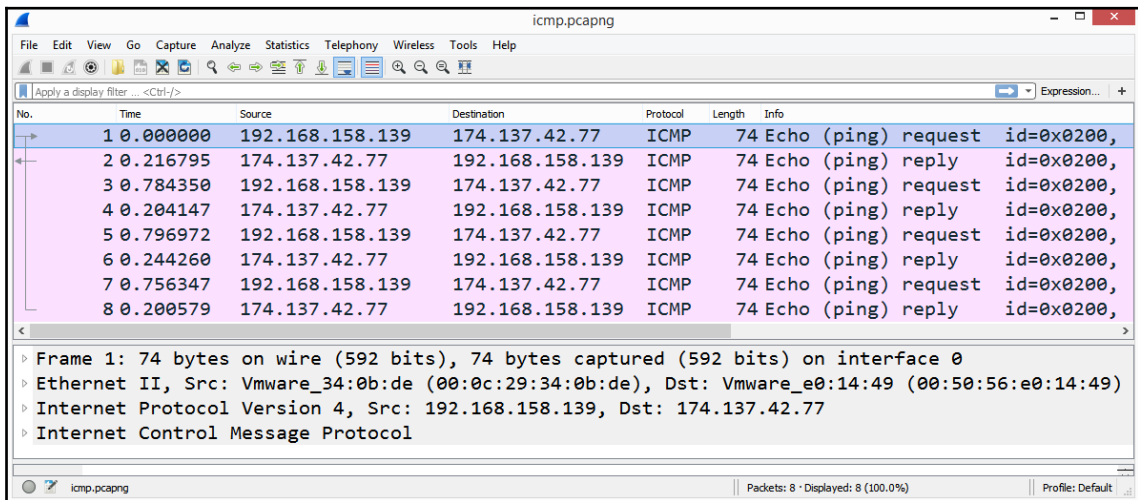 icmp.pcapng
File Edit View Go Capture Analyze Statistics Telephony Wireless Tools Help
Apply a display filter ... <Ctrl-/> Expression... +
No. Time Source Destination Protocol Length Info
1 0.000000 192.168.158.139 174.137.42.77 ICMP 74 Echo (ping) request id=0x0200,
2 0.216795 174.137.42.77 192.168.158.139 ICMP 74 Echo (ping) reply id=0x0200,
3 0.784350 192.168.158.139 174.137.42.77 ICMP 74 Echo (ping) request id=0x0200,
4 0.204147 174.137.42.77 192.168.158.139 ICMP 74 Echo (ping) reply id=0x0200,
5 0.796972 192.168.158.139 174.137.42.77 ICMP 74 Echo (ping) request id=0x0200,
6 0.244260 174.137.42.77 192.168.158.139 ICMP 74 Echo (ping) reply id=0x0200,
7 0.756347 192.168.158.139 174.137.42.77 ICMP 74 Echo (ping) request id=0x0200,
8 0.200579 174.137.42.77 192.168.158.139 ICMP 74 Echo (ping) reply id=0x0200,
Frame 1: 74 bytes on wire (592 bits), 74 bytes captured (592 bits) on interface 0
Ethernet II, Src: Vmware_34:0b:de (00:0c:29:34:0b:de), Dst: Vmware_e0:14:49 (00:50:56:e0:14:49)
Internet Protocol Version 4, Src: 192.168.158.139, Dst: 174.137.42.77
Internet Control Message Protocol
icmp.pcapng Packets: 8 · Displayed: 8 (100.0%) Profile: Default